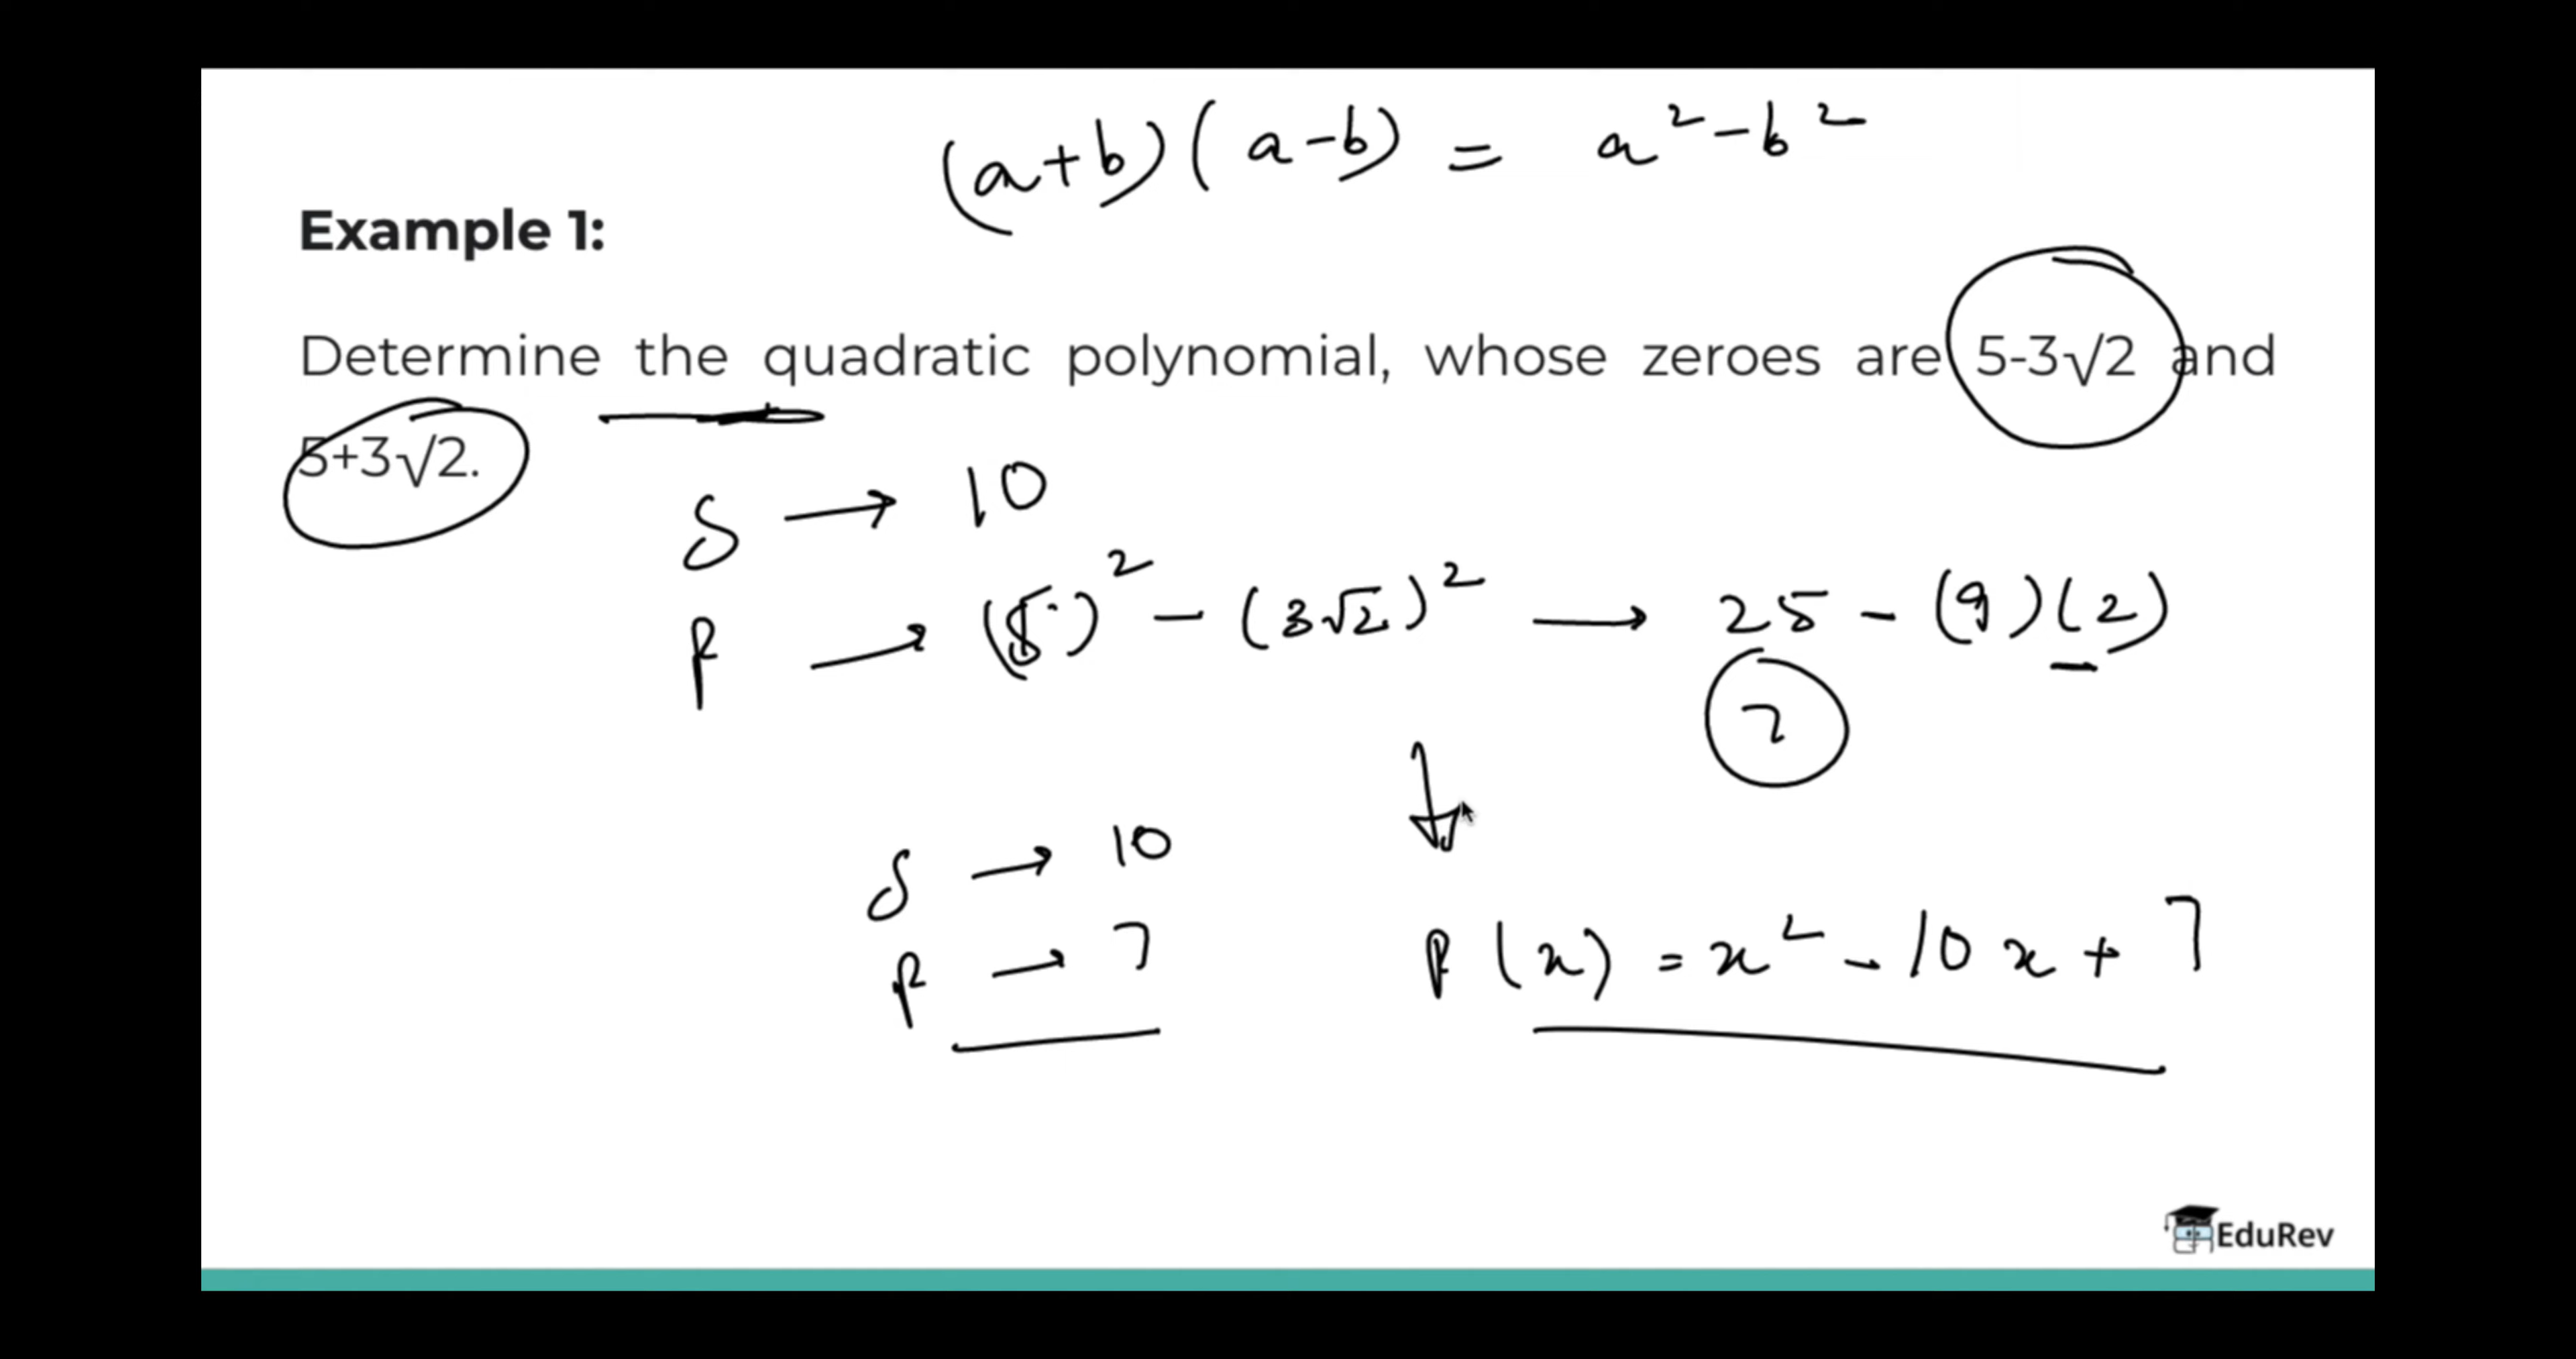 (a+b)(a-b) = a²-b²
Example 1:
Determine the quadratic polynomial, whose zeroes are 5-3√2 and
5+3√2.
S → 10
P → (5)² - (3√2)² → 25 - (9)(2)
7
S → 10
P → 7
P(x) = x² - 10x + 7
EduRev